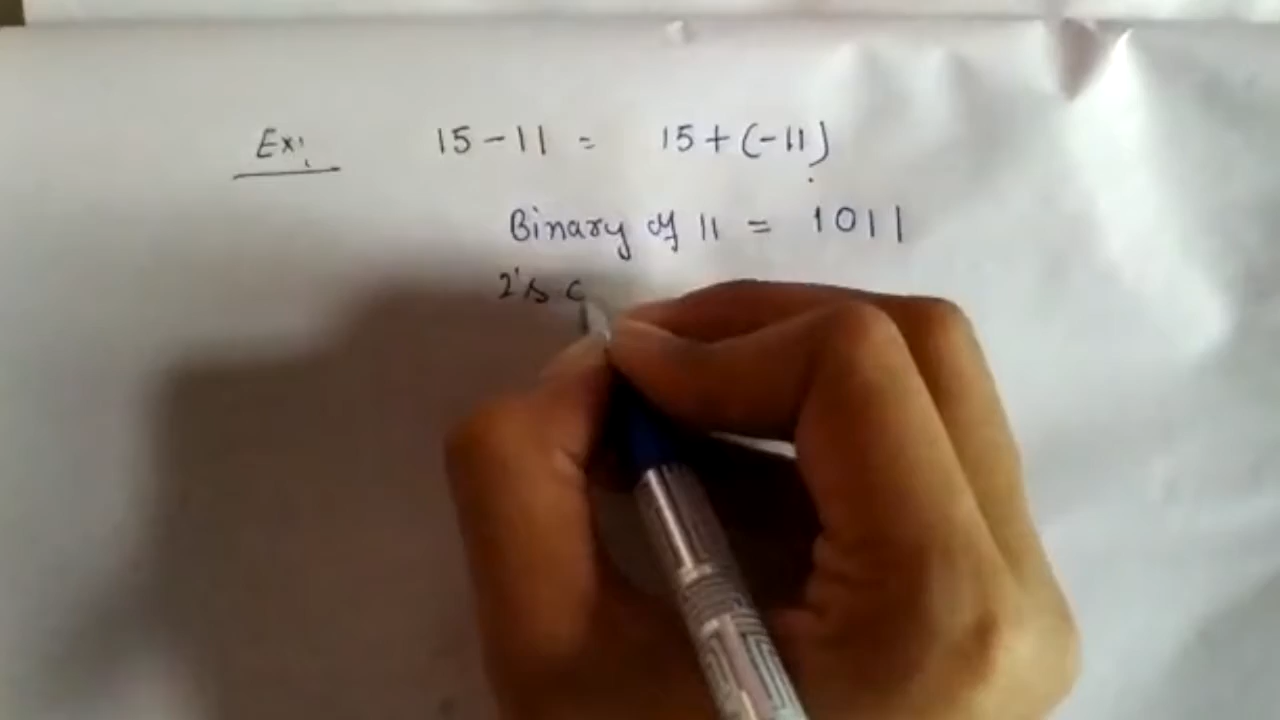 Ex: 15-11 = 15+(-11)
Binary of 11 = 1011
2's c